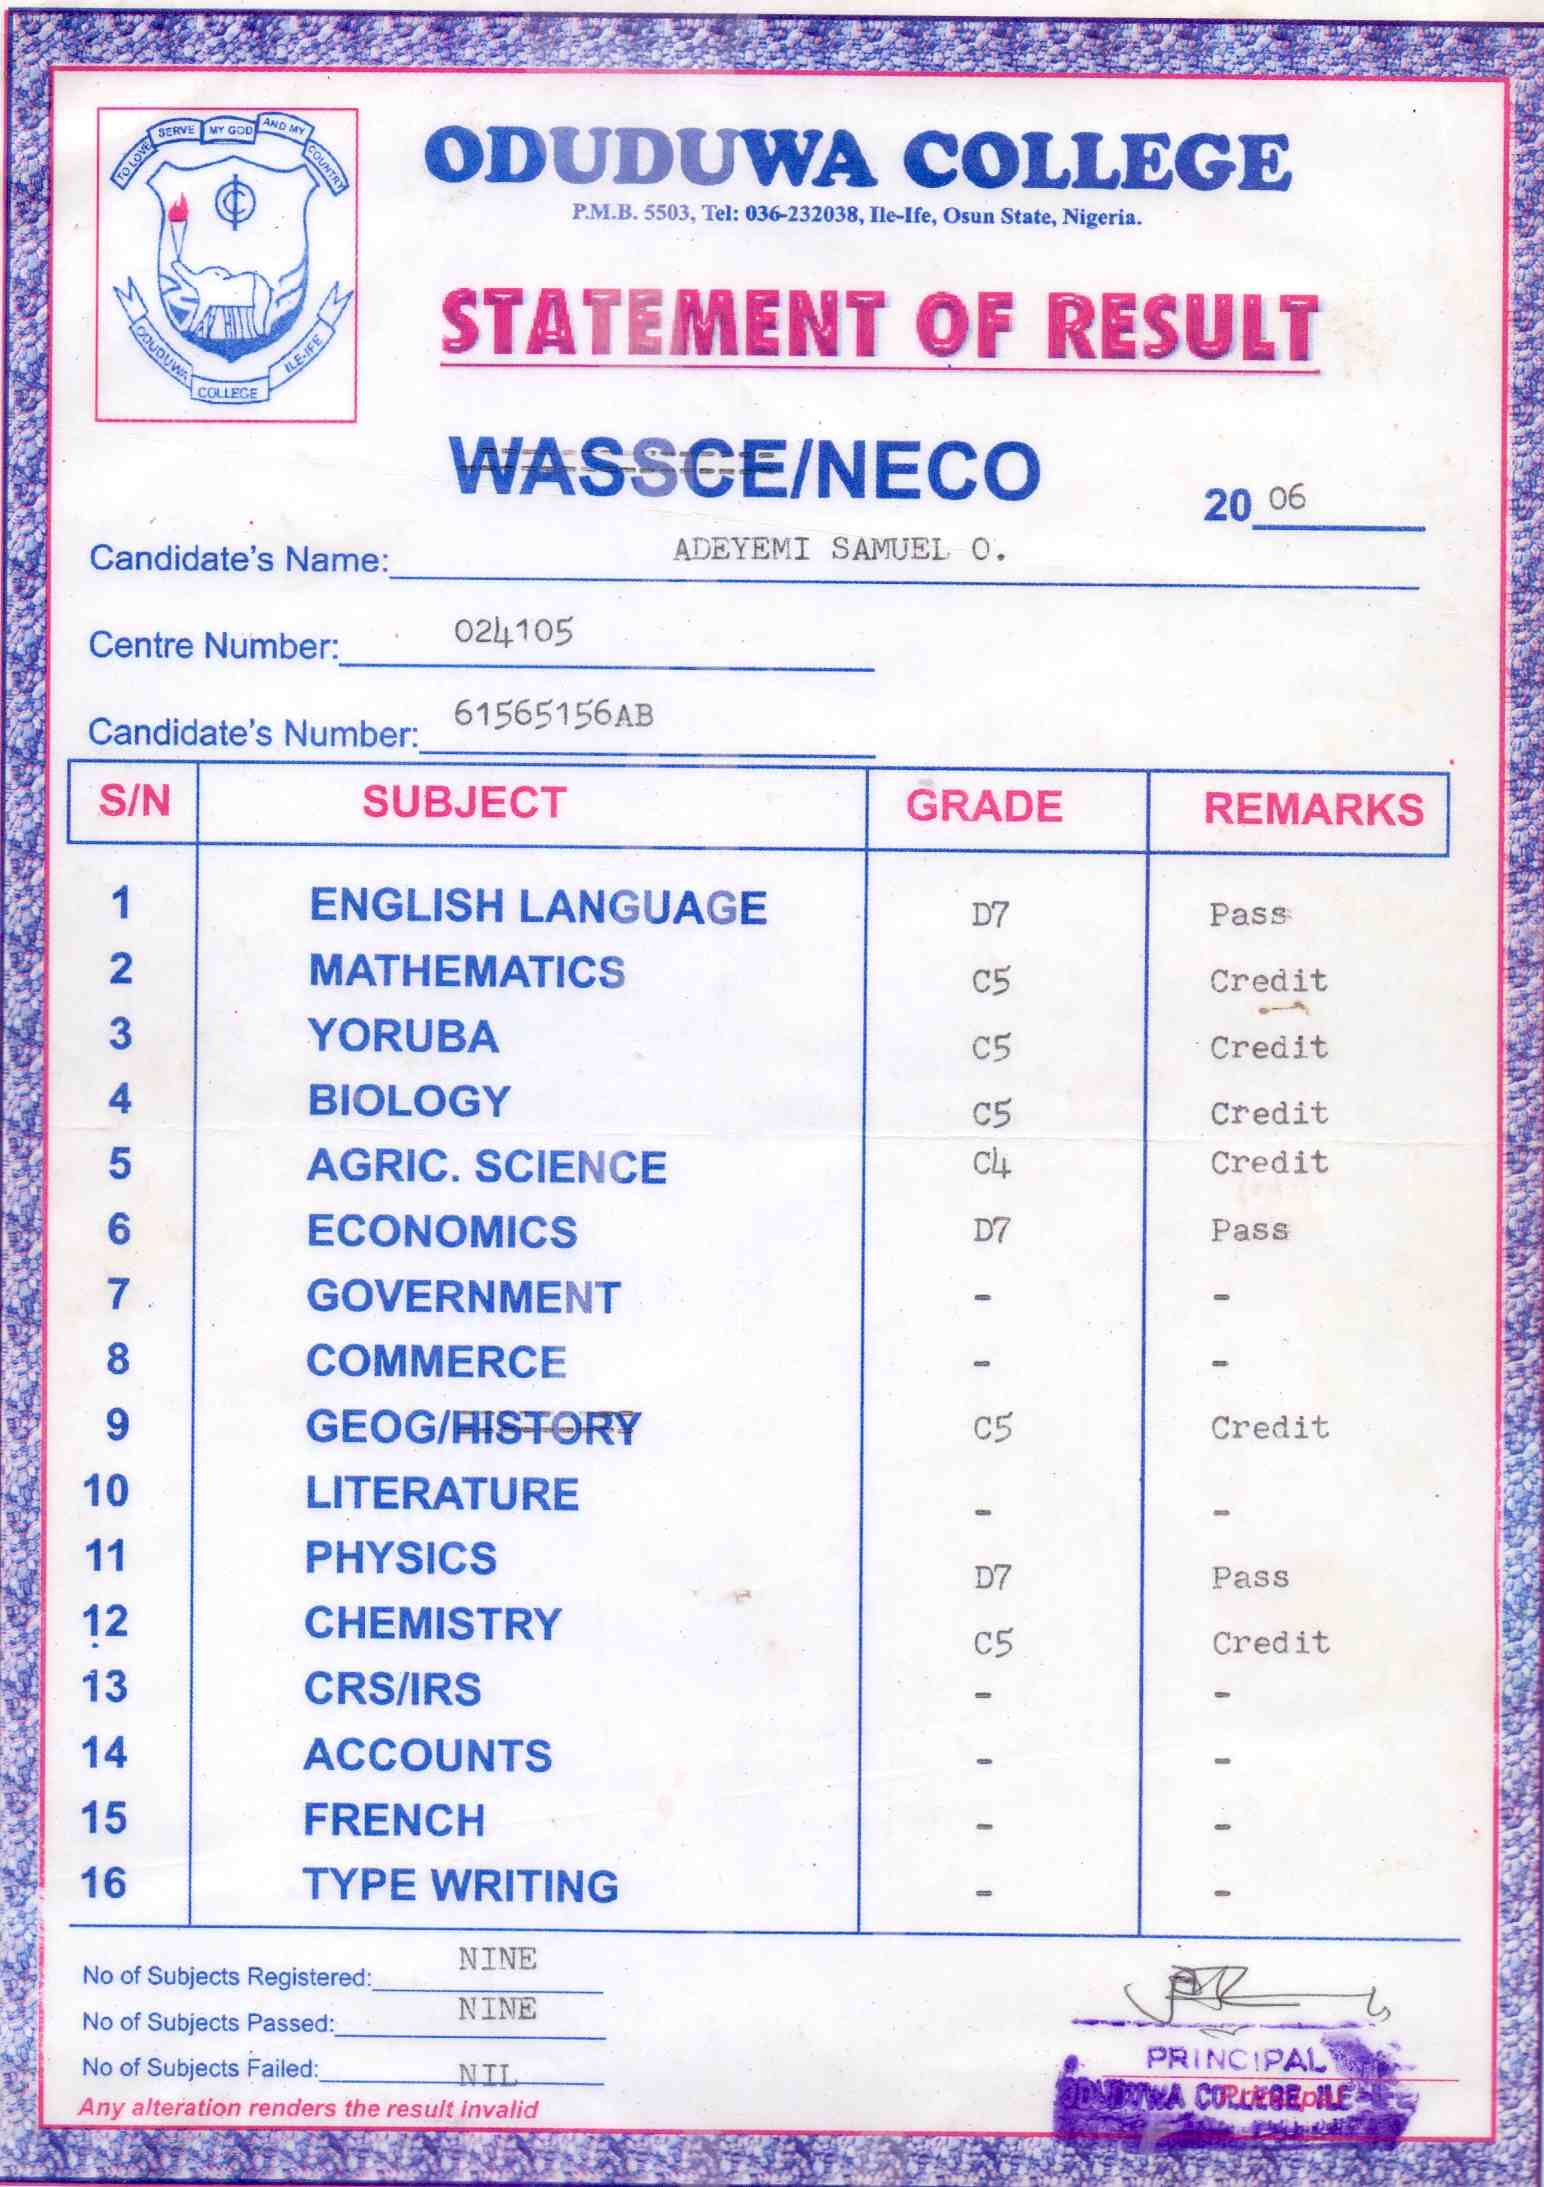 TO LOVE SERVE MY GOD AND MY COUNTRY
ODUDUWA COLLEGE ILE-IFE
ODUDUWA COLLEGE
P.M.B. 5503, Tel: 036-232038, Ile-Ife, Osun State, Nigeria.
STATEMENT OF RESULT
WASSCE/NECO
20 06
Candidate's Name: ADEYEMI SAMUEL O.
Centre Number: 024105
Candidate's Number: 61565156AB
S/N SUBJECT GRADE REMARKS
1 ENGLISH LANGUAGE D7 Pass
2 MATHEMATICS C5 Credit
3 YORUBA C5 Credit
4 BIOLOGY C5 Credit
5 AGRIC. SCIENCE C4 Credit
6 ECONOMICS D7 Pass
7 GOVERNMENT - -
8 COMMERCE - -
9 GEOG/HISTORY C5 Credit
10 LITERATURE - -
11 PHYSICS D7 Pass
12 CHEMISTRY C5 Credit
13 CRS/IRS - -
14 ACCOUNTS - -
15 FRENCH - -
16 TYPE WRITING - -
No of Subjects Registered: NINE
No of Subjects Passed: NINE
No of Subjects Failed: NIL
Any alteration renders the result invalid
PRINCIPAL
ODUDUWA COLLEGE, ILE
Principal